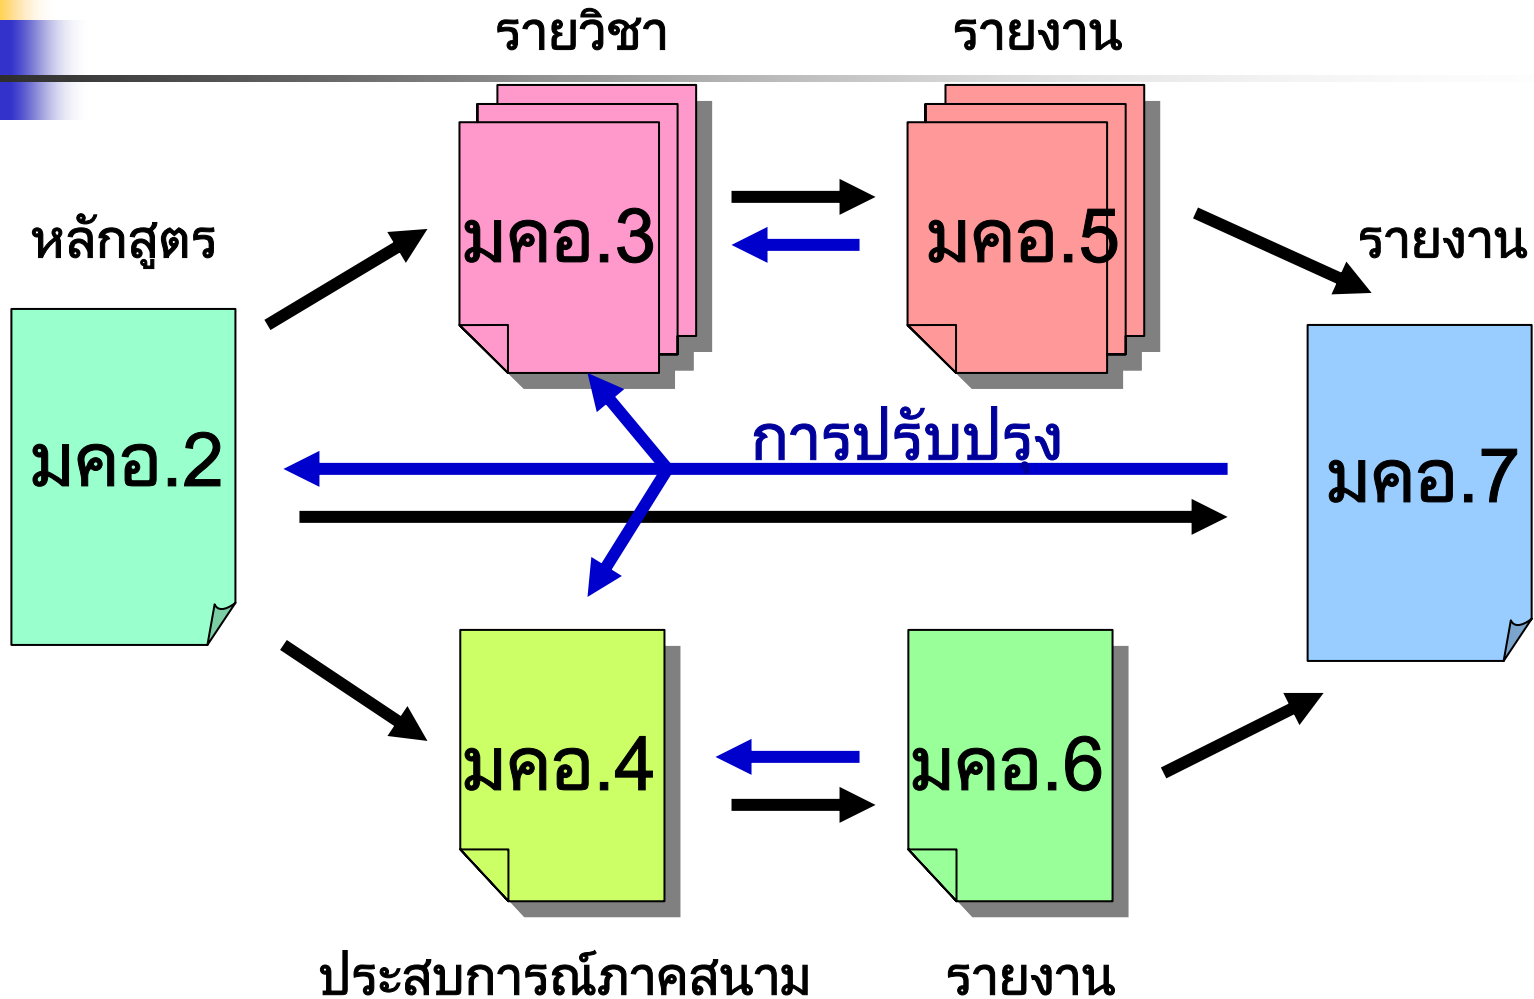 รายวิชา
รายงาน
หลักสูตร
มคอ.3
มคอ.5
รายงาน
การปรับปรุง
มคอ.2
มคอ.7
มคอ.4
มคอ.6
ประสบการณ์ภาคสนาม
รายงาน